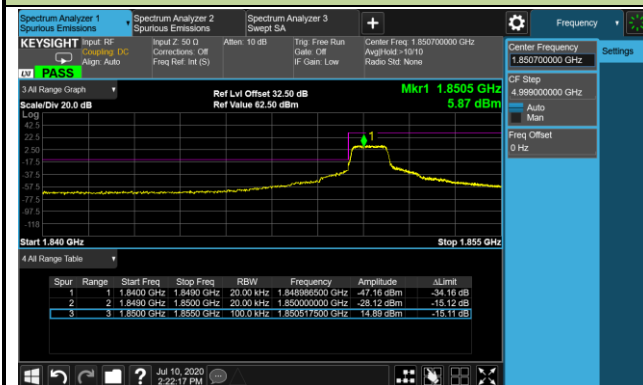 Spectrum Analyzer 1
Spurious Emissions
Spectrum Analyzer 2
Spurious Emissions
Spectrum Analyzer 3
Swept SA
+
Frequency
KEYSIGHT
Input: RF
Coupling: DC
Align: Auto
Input Z: 50 Ω
Corrections: Off
Freq Ref: Int (S)
Atten: 10 dB
Trig: Free Run
Gate: Off
IF Gain: Low
Center Freq: 1.850700000 GHz
Avg|Hold:>10/10
Radio Std: None
LXI
PASS
Center Frequency
1.850700000 GHz
Settings
CF Step
4.999000000 GHz
Auto
Man
Freq Offset
0 Hz
3 All Range Graph
Ref Lvl Offset 32.50 dB
Mkr1 1.8505 GHz
Scale/Div 20.0 dB
Ref Value 62.50 dBm
5.87 dBm
Log
42.5
22.5
2.50
-17.5
-37.5
-57.5
-77.5
-97.5
-118
1
Start 1.840 GHz
Stop 1.855 GHz
4 All Range Table
Spur Range Start Freq Stop Freq RBW Frequency Amplitude ΔLimit
1 1 1.8400 GHz 1.8490 GHz 20.00 kHz 1.848986500 GHz -47.16 dBm -34.16 dB
2 2 1.8490 GHz 1.8500 GHz 20.00 kHz 1.850000000 GHz -28.12 dBm -15.12 dB
3 3 1.8500 GHz 1.8550 GHz 100.0 kHz 1.850517500 GHz 14.89 dBm -15.11 dB
?
Jul 10, 2020
2:22:17 PM